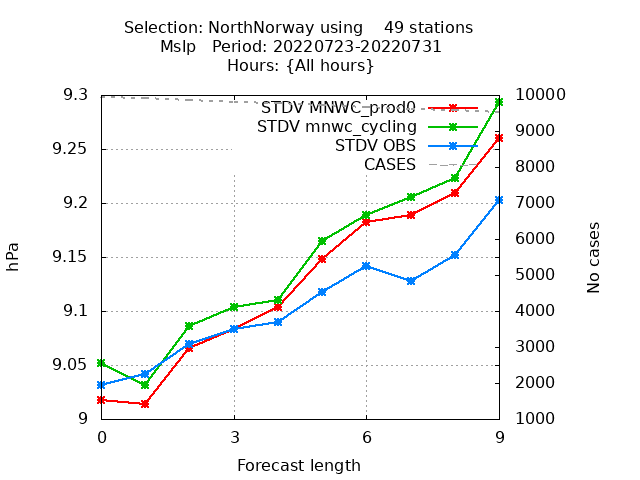 Selection: NorthNorway using    49 stations
Mslp   Period: 20220723-20220731
Hours: {All hours}
9.3
9.25
9.2
9.15
9.1
9.05
9
10000
9000
8000
7000
6000
5000
4000
3000
2000
1000
STDV MNWC_prod0
STDV mnwc_cycling
STDV OBS
CASES
hPa
No cases
0
3
6
9
Forecast length